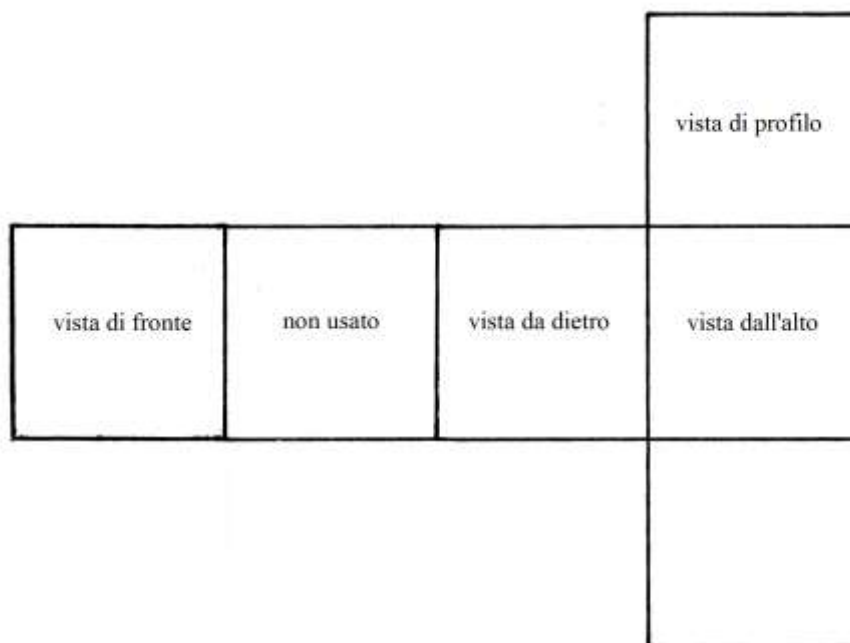 vista di profilo
vista di fronte
non usato
vista da dietro
vista dall'alto